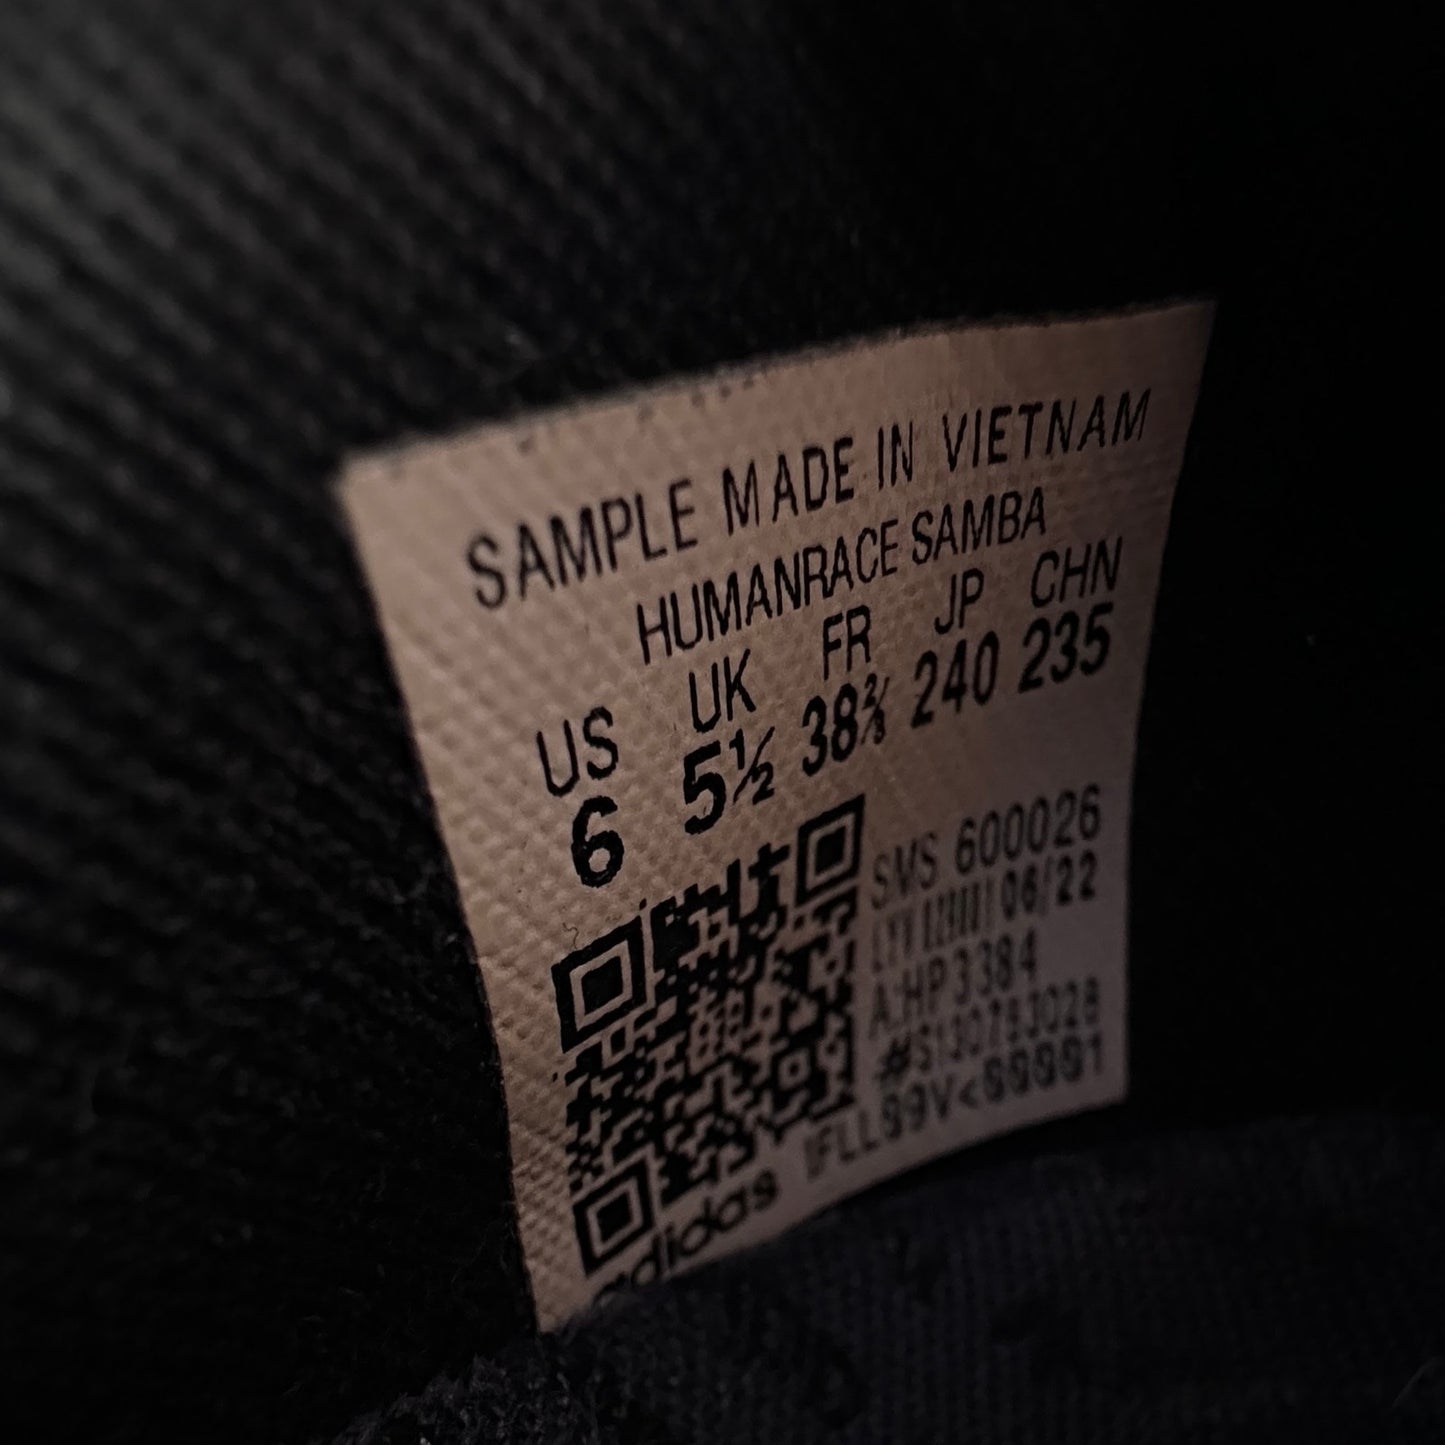 SAMPLE MADE IN VIETNAM
HUMANRACE SAMBA
US UK FR JP CHN
6 5½ 38⅔ 240 235
SMS 600026
06/22
A:HP3384
adidas